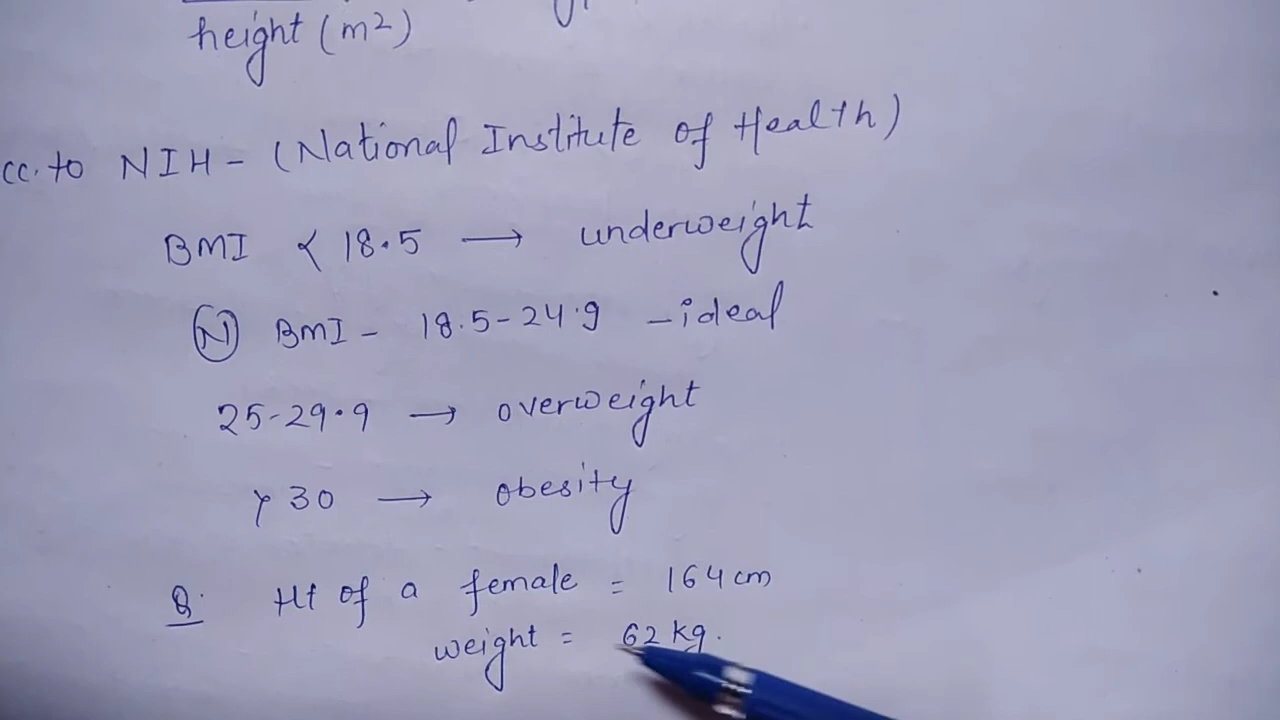 height (m²)
cc. to NIH - (National Institute of Health)
BMI < 18.5 → underweight
N BMI - 18.5-24.9 - ideal
25-29.9 → overweight
> 30 → obesity
Q. Ht of a female = 164 cm
weight = 62 kg.